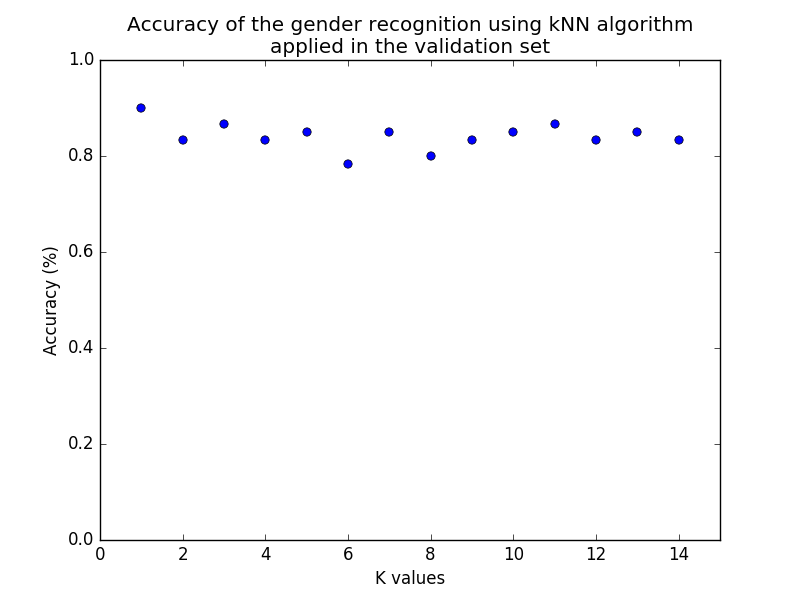 Accuracy of the gender recognition using kNN algorithm
applied in the validation set
1.0
0.8
0.6
0.4
0.2
0.0
Accuracy (%)
0 2 4 6 8 10 12 14
K values